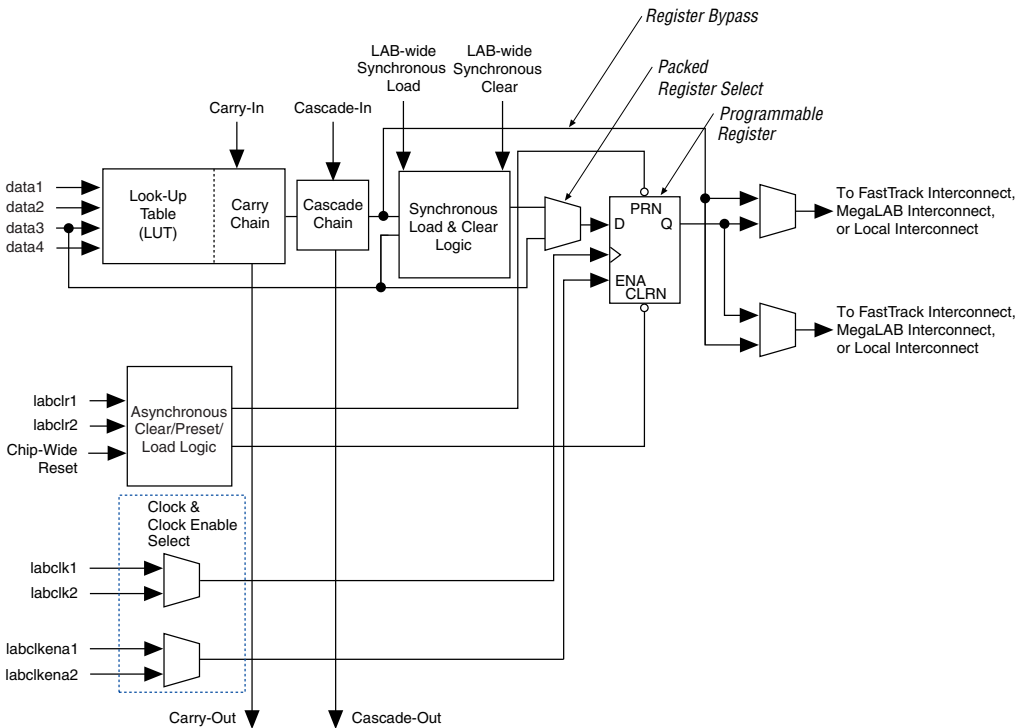 Register Bypass
LAB-wide
Synchronous
Load
LAB-wide
Synchronous
Clear
Packed
Register Select
Programmable
Register
Carry-In
Cascade-In
data1
data2
data3
data4
Look-Up
Table
(LUT)
Carry
Chain
Cascade
Chain
Synchronous
Load & Clear
Logic
PRN
D
Q
ENA
CLRN
To FastTrack Interconnect,
MegaLAB Interconnect,
or Local Interconnect
To FastTrack Interconnect,
MegaLAB Interconnect,
or Local Interconnect
labclr1
labclr2
Chip-Wide
Reset
Asynchronous
Clear/Preset/
Load Logic
Clock &
Clock Enable
Select
labclk1
labclk2
labclkena1
labclkena2
Carry-Out
Cascade-Out